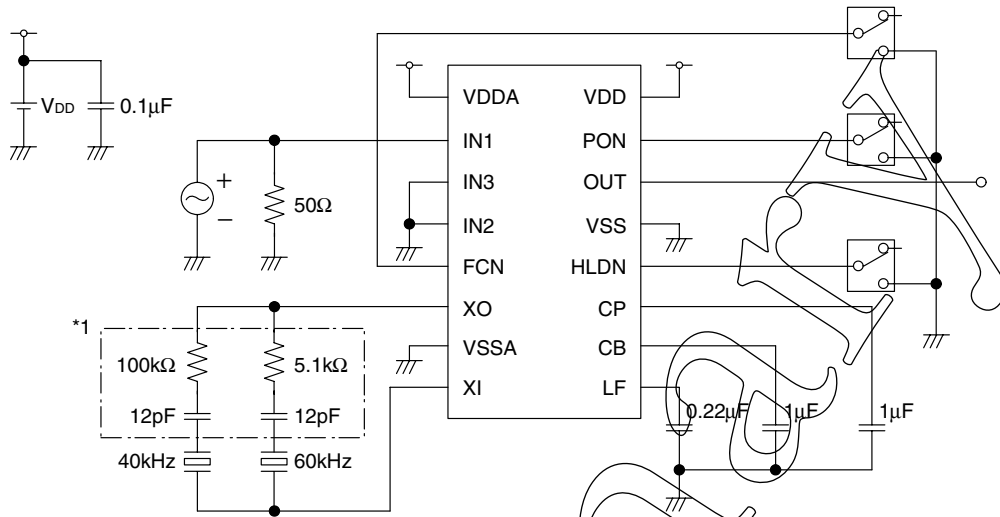 VDD
0.1μF
VDDA
VDD
IN1
PON
IN3
OUT
+
−
50Ω
IN2
VSS
FCN
HLDN
XO
CP
*1
100kΩ
5.1kΩ
VSSA
CB
XI
LF
12pF
12pF
0.22μF
1μF
1μF
40kHz
60kHz